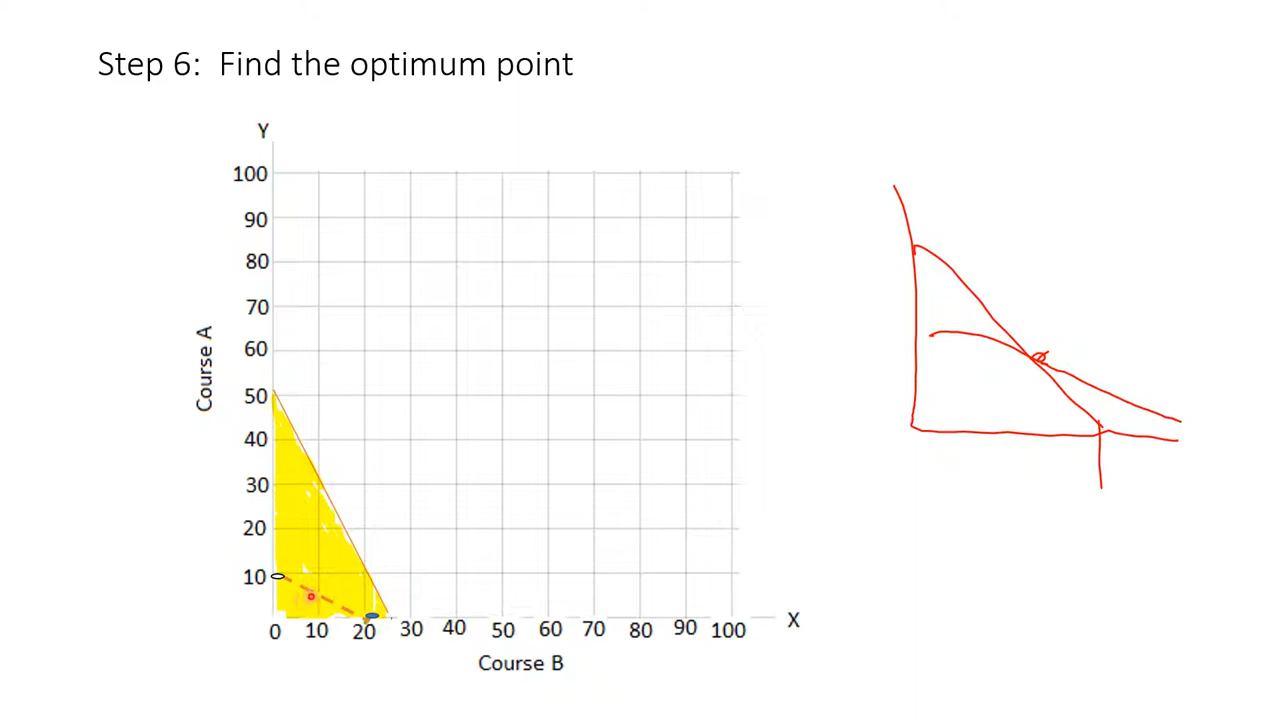 Step 6: Find the optimum point
Y
100
90
80
70
60
50
40
30
20
10
Course A
0 10 20 30 40 50 60 70 80 90 100
X
Course B